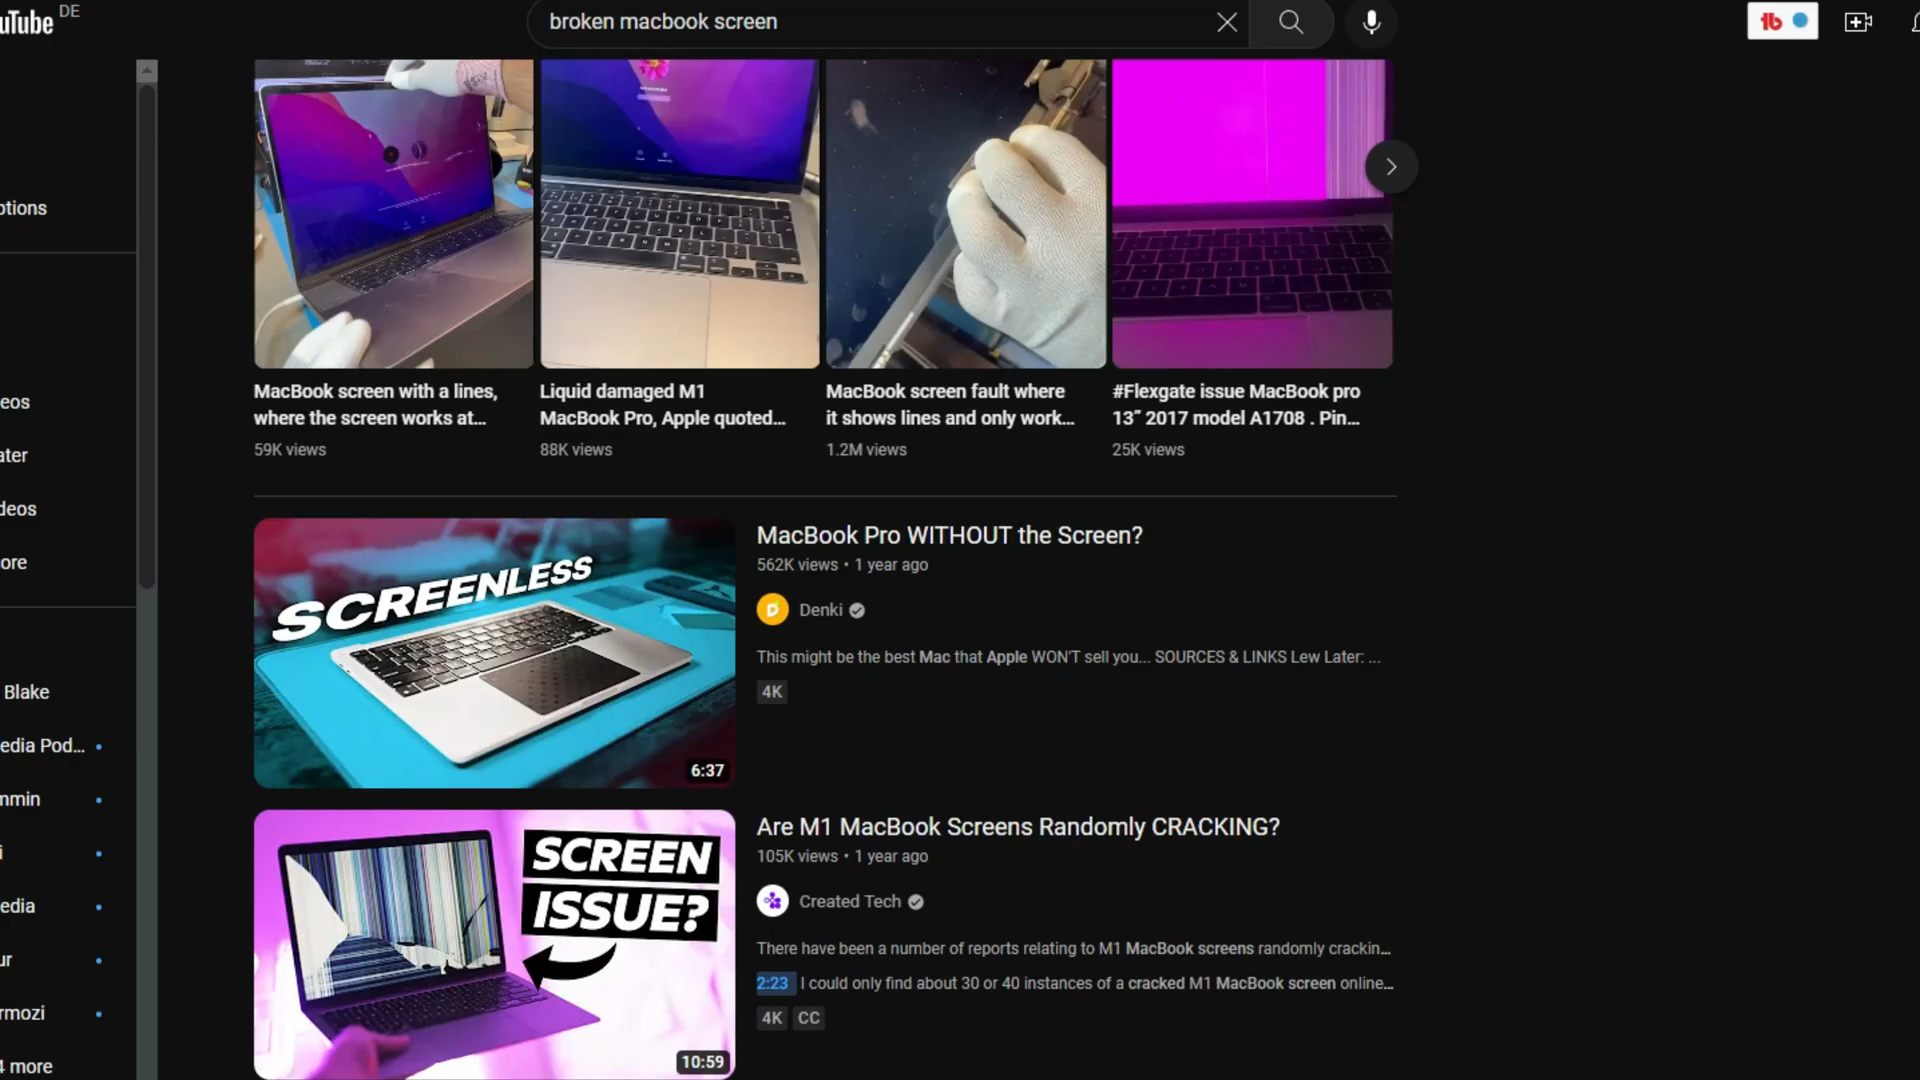 uTube DE
broken macbook screen
MacBook screen with a lines,
where the screen works at...
59K views
Liquid damaged M1
MacBook Pro, Apple quoted...
88K views
MacBook screen fault where
it shows lines and only work...
1.2M views
#Flexgate issue MacBook pro
13” 2017 model A1708 . Pin...
25K views
ptions
eos
ater
deos
ore
Blake
edia Pod...
mmin
i
edia
ur
rmozi
4 more
SCREENLESS
6:37
MacBook Pro WITHOUT the Screen?
562K views • 1 year ago
Denki
This might be the best Mac that Apple WON'T sell you... SOURCES & LINKS Lew Later: ...
4K
SCREEN
ISSUE?
10:59
Are M1 MacBook Screens Randomly CRACKING?
105K views • 1 year ago
Created Tech
There have been a number of reports relating to M1 MacBook screens randomly crackin...
2:23 I could only find about 30 or 40 instances of a cracked M1 MacBook screen online...
4K CC